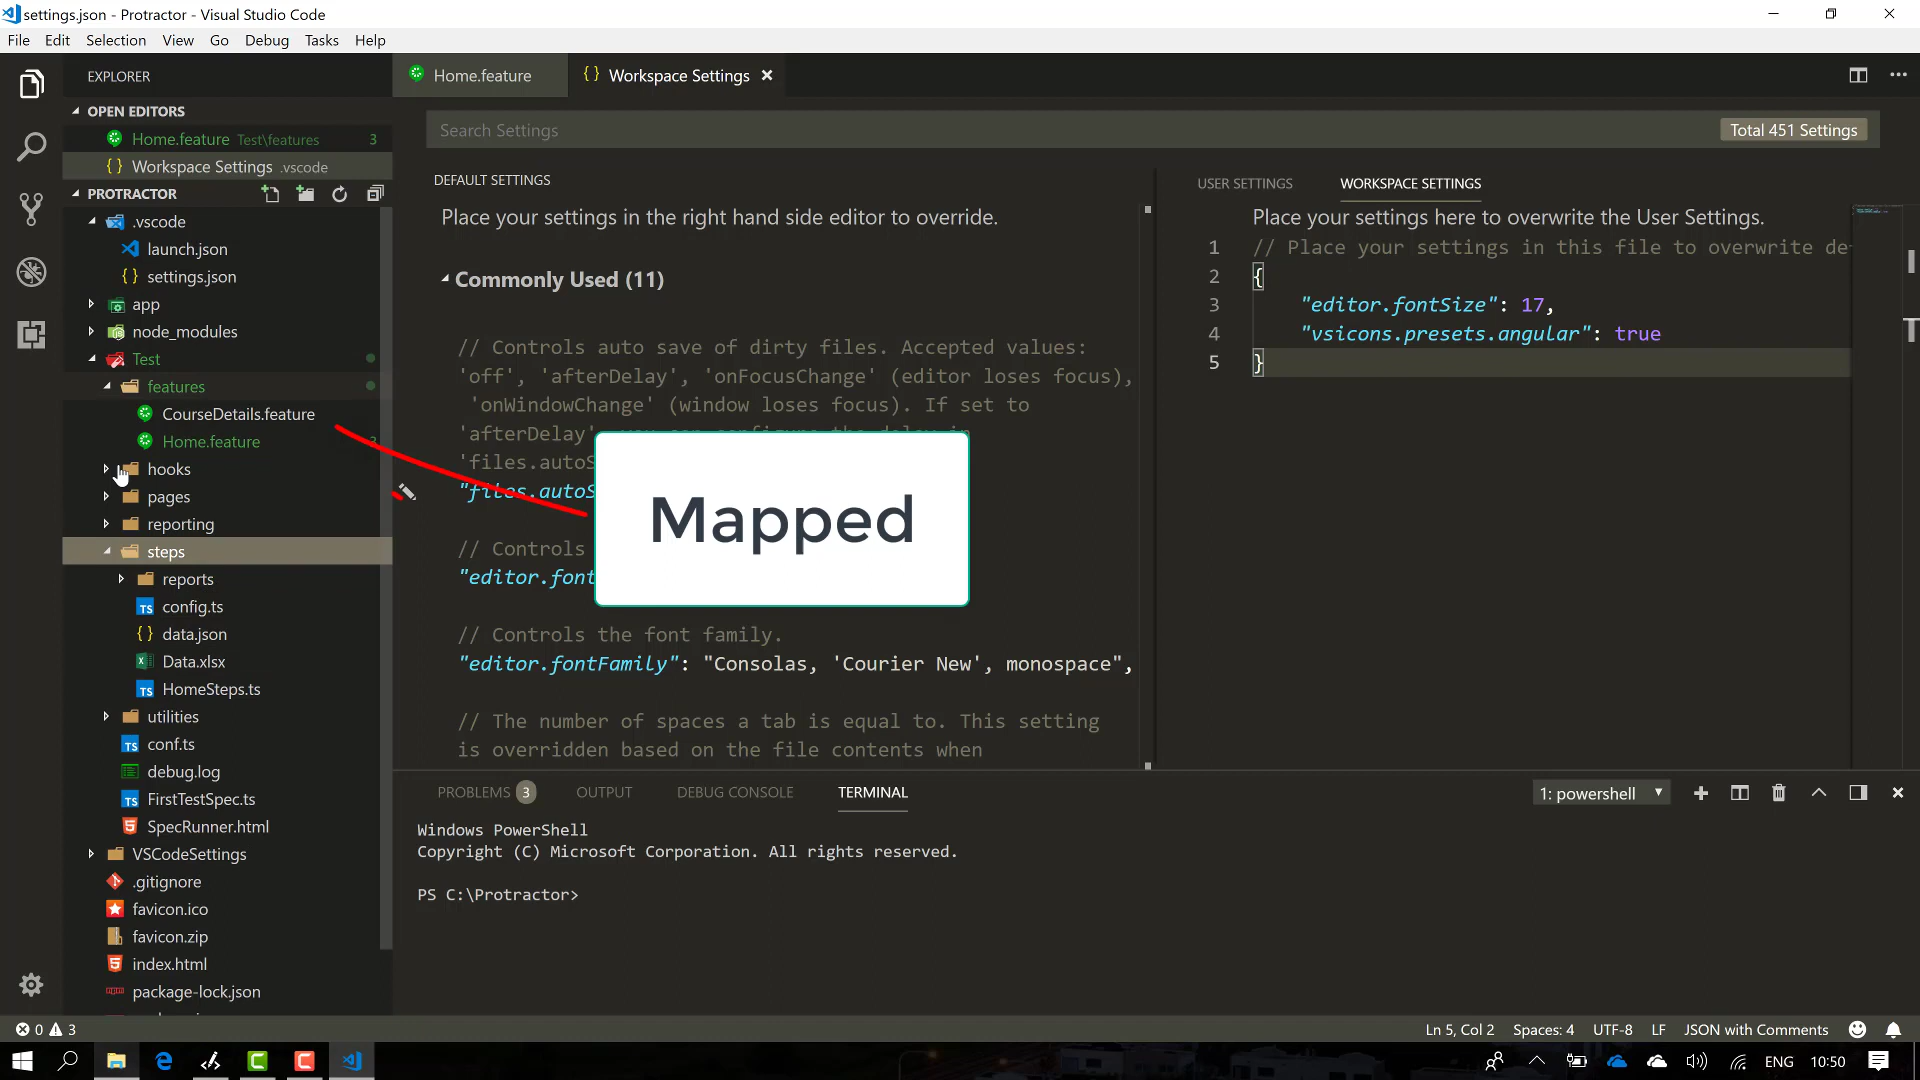 settings.json - Protractor - Visual Studio Code
File Edit Selection View Go Debug Tasks Help
EXPLORER
OPEN EDITORS
Home.feature Test\features 3
Workspace Settings .vscode
PROTRACTOR
.vscode
launch.json
settings.json
app
node_modules
Test
features
CourseDetails.feature
Home.feature
hooks
pages
reporting
steps
reports
config.ts
data.json
Data.xlsx
HomeSteps.ts
utilities
conf.ts
debug.log
FirstTestSpec.ts
SpecRunner.html
VSCodeSettings
.gitignore
favicon.ico
favicon.zip
index.html
package-lock.json
Home.feature
Workspace Settings
Search Settings
Total 451 Settings
DEFAULT SETTINGS
Place your settings in the right hand side editor to override.
Commonly Used (11)
// Controls auto save of dirty files. Accepted values:
'off', 'afterDelay', 'onFocusChange' (editor loses focus),
'onWindowChange' (window loses focus). If set to
'afterDelay'
'files.autoS
"files.autoS
// Controls
"editor.font
// Controls the font family.
"editor.fontFamily": "Consolas, 'Courier New', monospace",
// The number of spaces a tab is equal to. This setting
is overridden based on the file contents when
Mapped
USER SETTINGS
WORKSPACE SETTINGS
Place your settings here to overwrite the User Settings.
1 // Place your settings in this file to overwrite de
2 {
3 "editor.fontSize": 17,
4 "vsicons.presets.angular": true
5 }
PROBLEMS 3 OUTPUT DEBUG CONSOLE TERMINAL
1: powershell
Windows PowerShell
Copyright (C) Microsoft Corporation. All rights reserved.
PS C:\Protractor>
0 3
Ln 5, Col 2 Spaces: 4 UTF-8 LF JSON with Comments
ENG 10:50